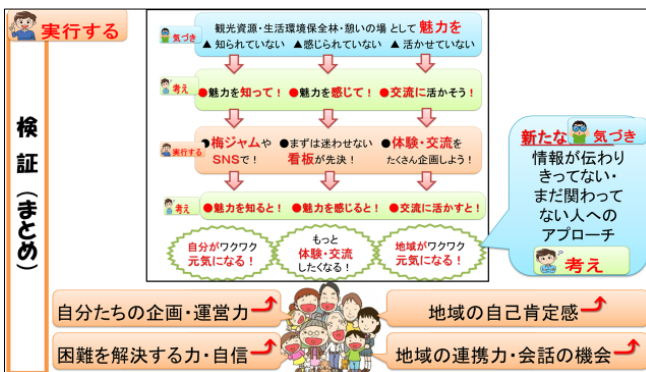 実行する
検証(まとめ)
気づき
観光資源・生活環境保全林・憩いの場 として 魅力を
▲ 知られていない ▲感じられていない ▲ 活かせていない
考え
●魅力を知って! ●魅力を感じて! ●交流に活かそう!
実行する
●梅ジャムや
SNSで!
●まずは迷わせない
看板が先決!
●体験・交流を
たくさん企画しよう!
考え
●魅力を知ると! ●魅力を感じると! ●交流に活かすと!
自分がワクワク
元気になる!
もっと
体験・交流
したくなる!
地域がワクワク
元気になる!
新たな 気づき
情報が伝わり
きってない・
まだ関わって
ない人への
アプローチ
考え
自分たちの企画・運営力
地域の自己肯定感
困難を解決する力・自信
地域の連携力・会話の機会